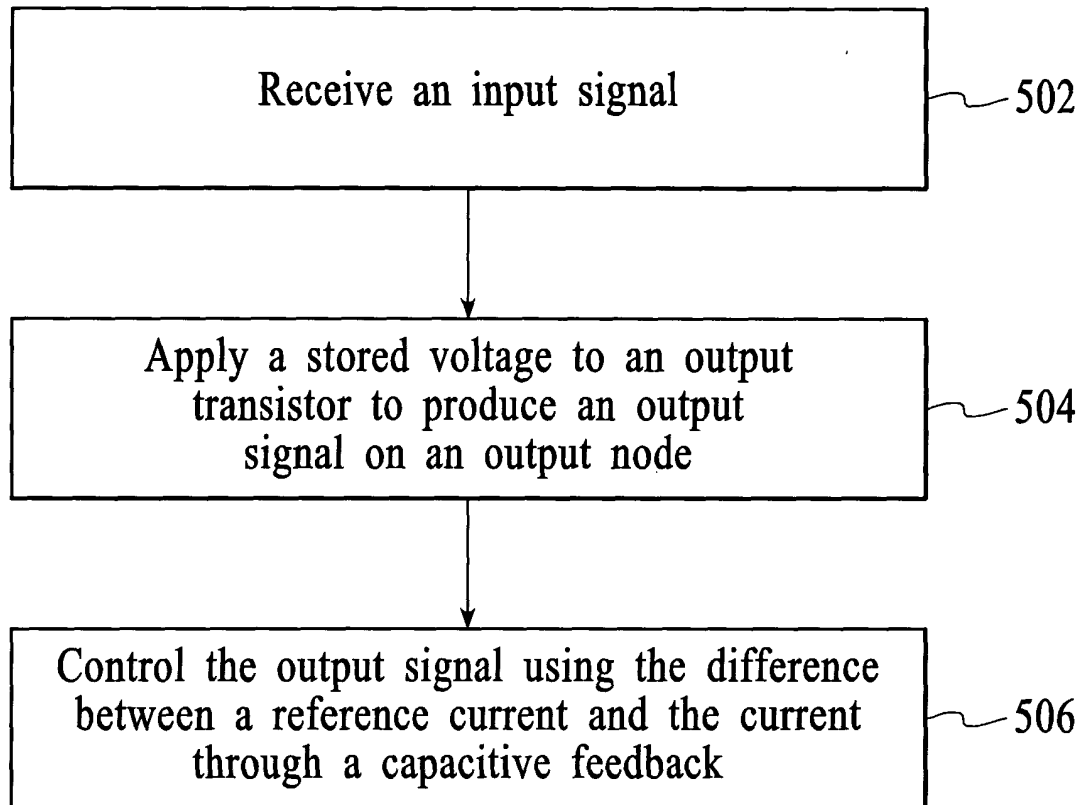 Receive an input signal
502
Apply a stored voltage to an output
transistor to produce an output
signal on an output node
504
Control the output signal using the difference
between a reference current and the current
through a capacitive feedback
506